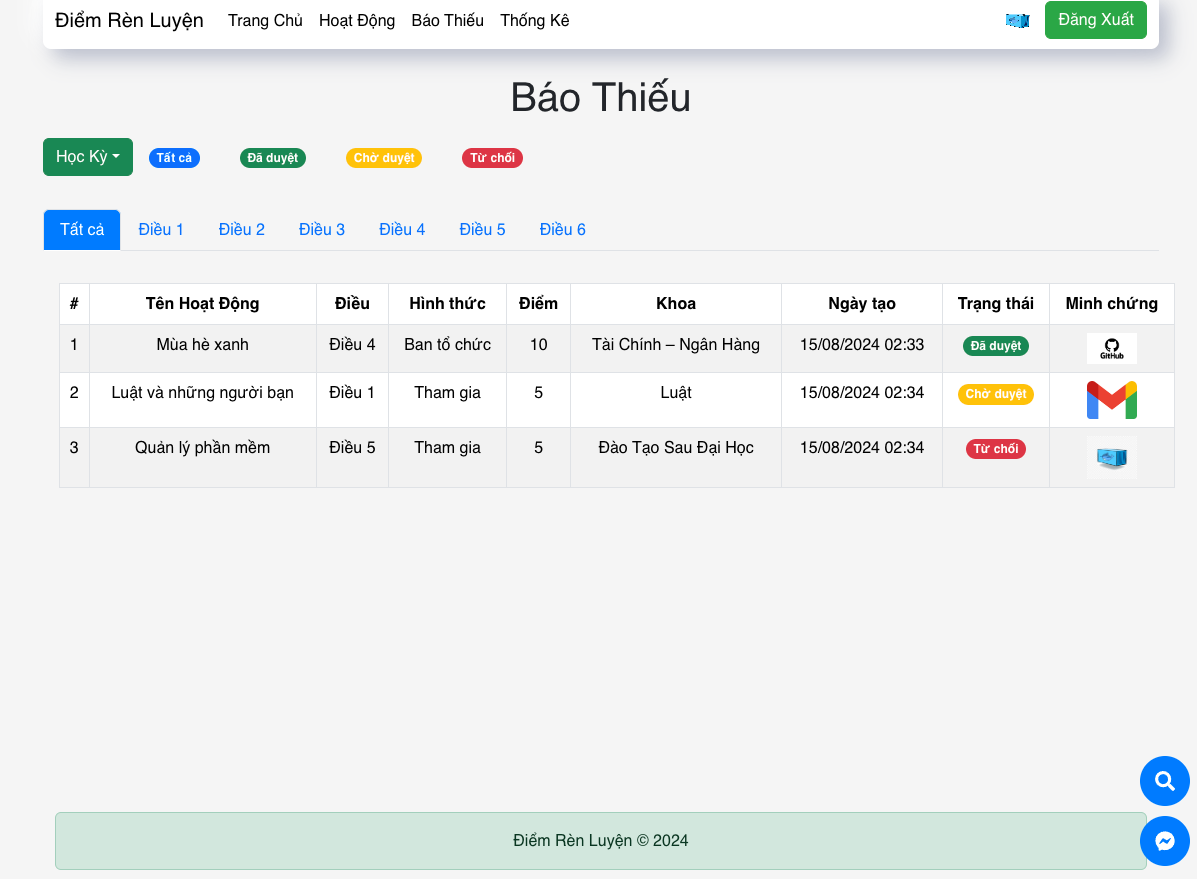 Điểm Rèn Luyện Trang Chủ Hoạt Động Báo Thiếu Thống Kê Đăng Xuất
Báo Thiếu
Học Kỳ Tất cả Đã duyệt Chờ duyệt Từ chối
Tất cả Điều 1 Điều 2 Điều 3 Điều 4 Điều 5 Điều 6
# Tên Hoạt Động Điều Hình thức Điểm Khoa Ngày tạo Trạng thái Minh chứng
1 Mùa hè xanh Điều 4 Ban tổ chức 10 Tài Chính – Ngân Hàng 15/08/2024 02:33 Đã duyệt GitHub
2 Luật và những người bạn Điều 1 Tham gia 5 Luật 15/08/2024 02:34 Chờ duyệt
3 Quản lý phần mềm Điều 5 Tham gia 5 Đào Tạo Sau Đại Học 15/08/2024 02:34 Từ chối
Điểm Rèn Luyện © 2024